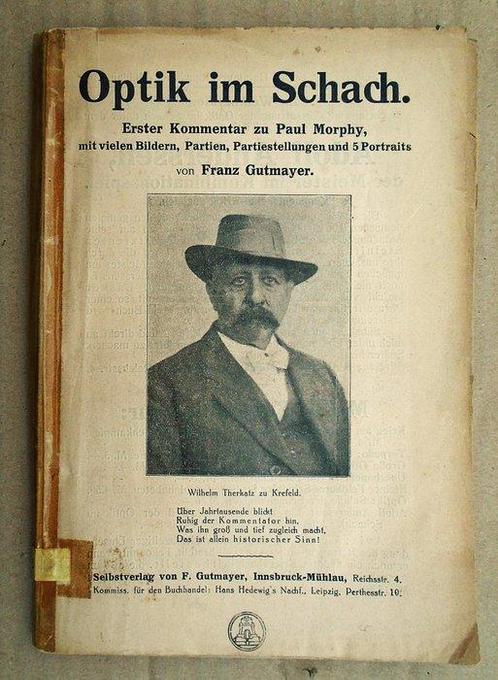 Optik im Schach.
Erster Kommentar zu Paul Morphy,
mit vielen Bildern, Partien, Partiestellungen und 5 Portraits
von Franz Gutmayer.
Wilhelm Therkatz zu Krefeld.
Über Jahrtausende blickt
Ruhig der Kommentator hin,
Was ihn groß und tief zugleich macht,
Das ist allein historischer Sinn!
Selbstverlag von F. Gutmayer, Innsbruck-Mühlau, Reichsstr. 4.
Kommiss. für den Buchhandel: Hans Hedewig's Nachf., Leipzig, Perthesstr. 10.